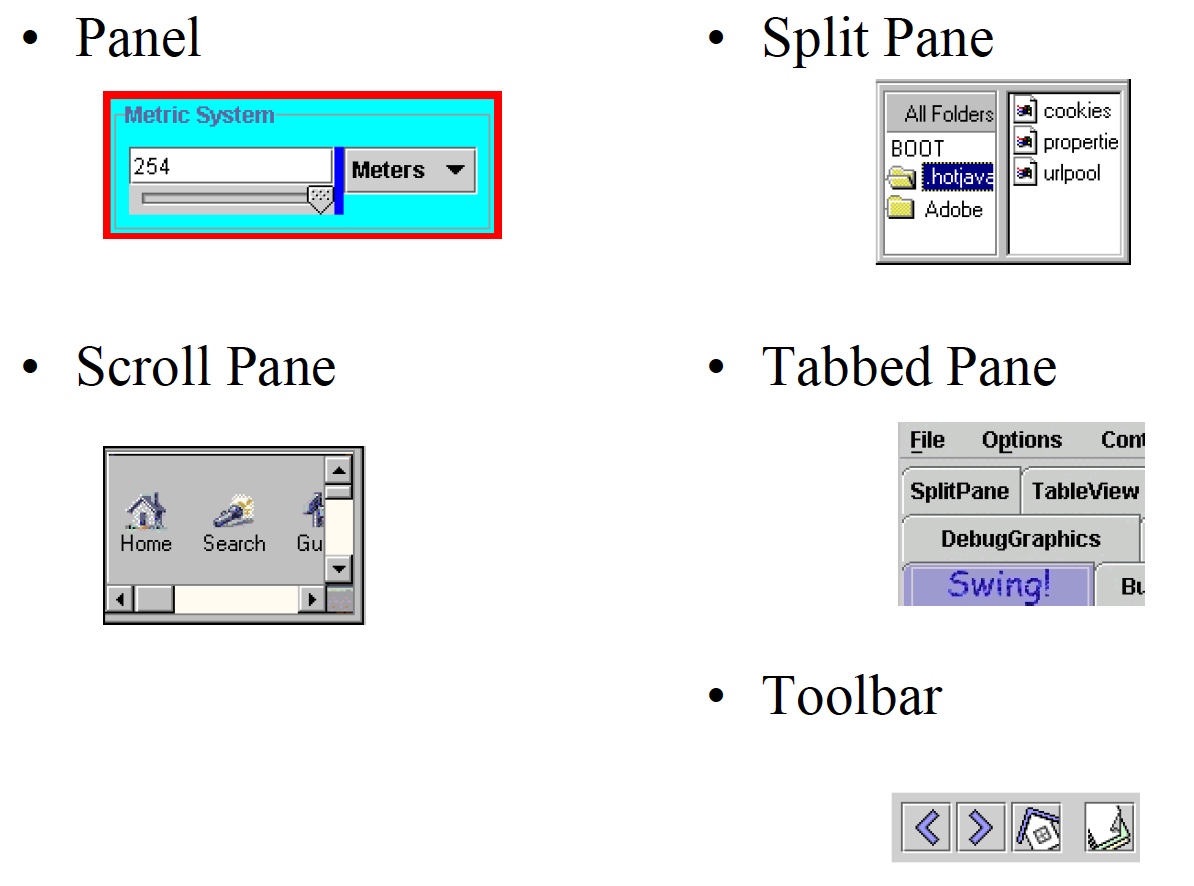 • Panel
Metric System
254
Meters
• Split Pane
All Folders
BOOT
.hotjava
Adobe
cookies
propertie
urlpool
• Scroll Pane
Home Search Gu
• Tabbed Pane
File Options Cont
SplitPane TableView
DebugGraphics
Swing! Bu
• Toolbar